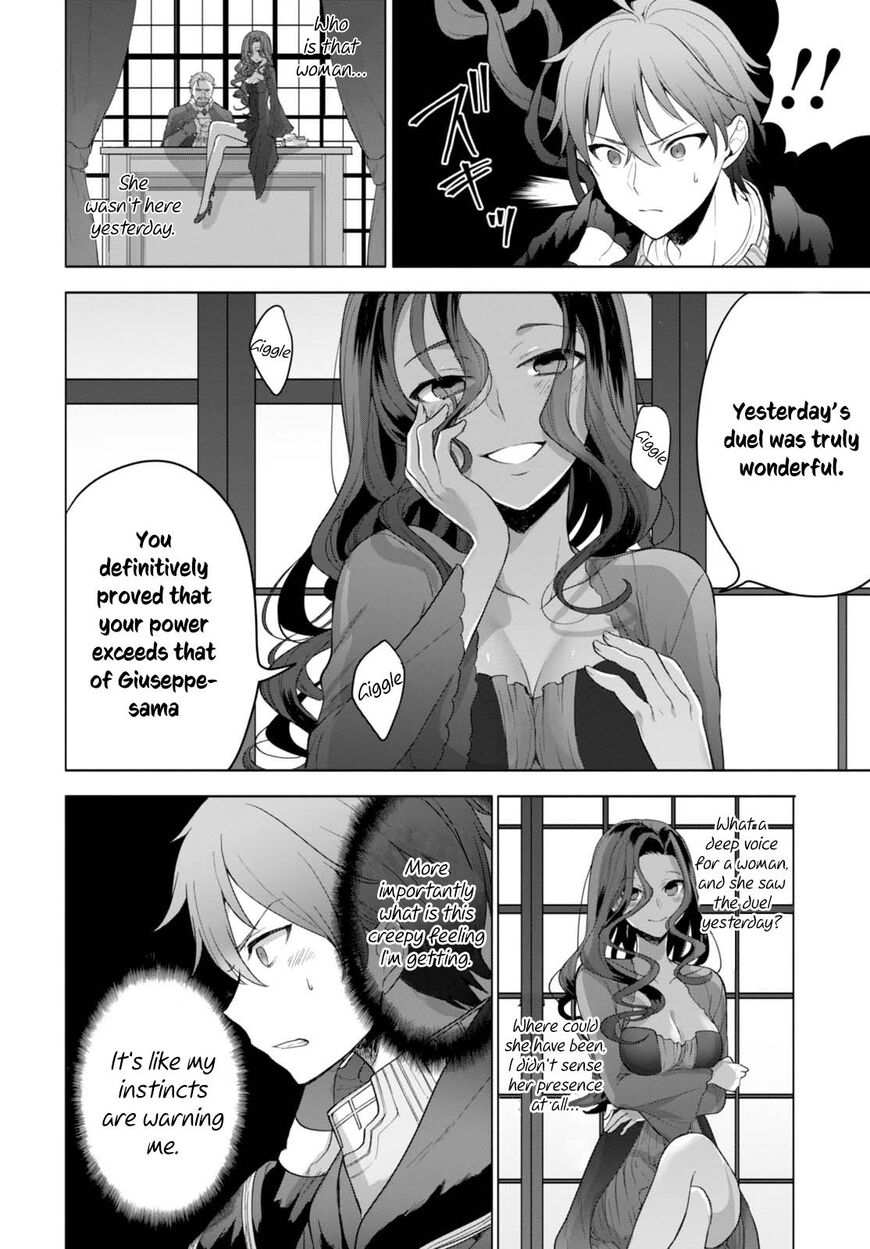 !!
ズキッ
Who
is that
woman...
She
wasn't here
yesterday.
Yesterday's
duel was truly
wonderful.
Giggle
Giggle
Giggle
You
definitively
proved that
your power
exceeds that
of Giuseppe-
sama
What a
deep voice
for a woman,
and she saw
the duel
yesterday?
Where could
she have been,
I didn't sense
her presence
at all...
More
importantly
what is this
creepy feeling
I'm getting.
It's like my
instincts
are warning
me.